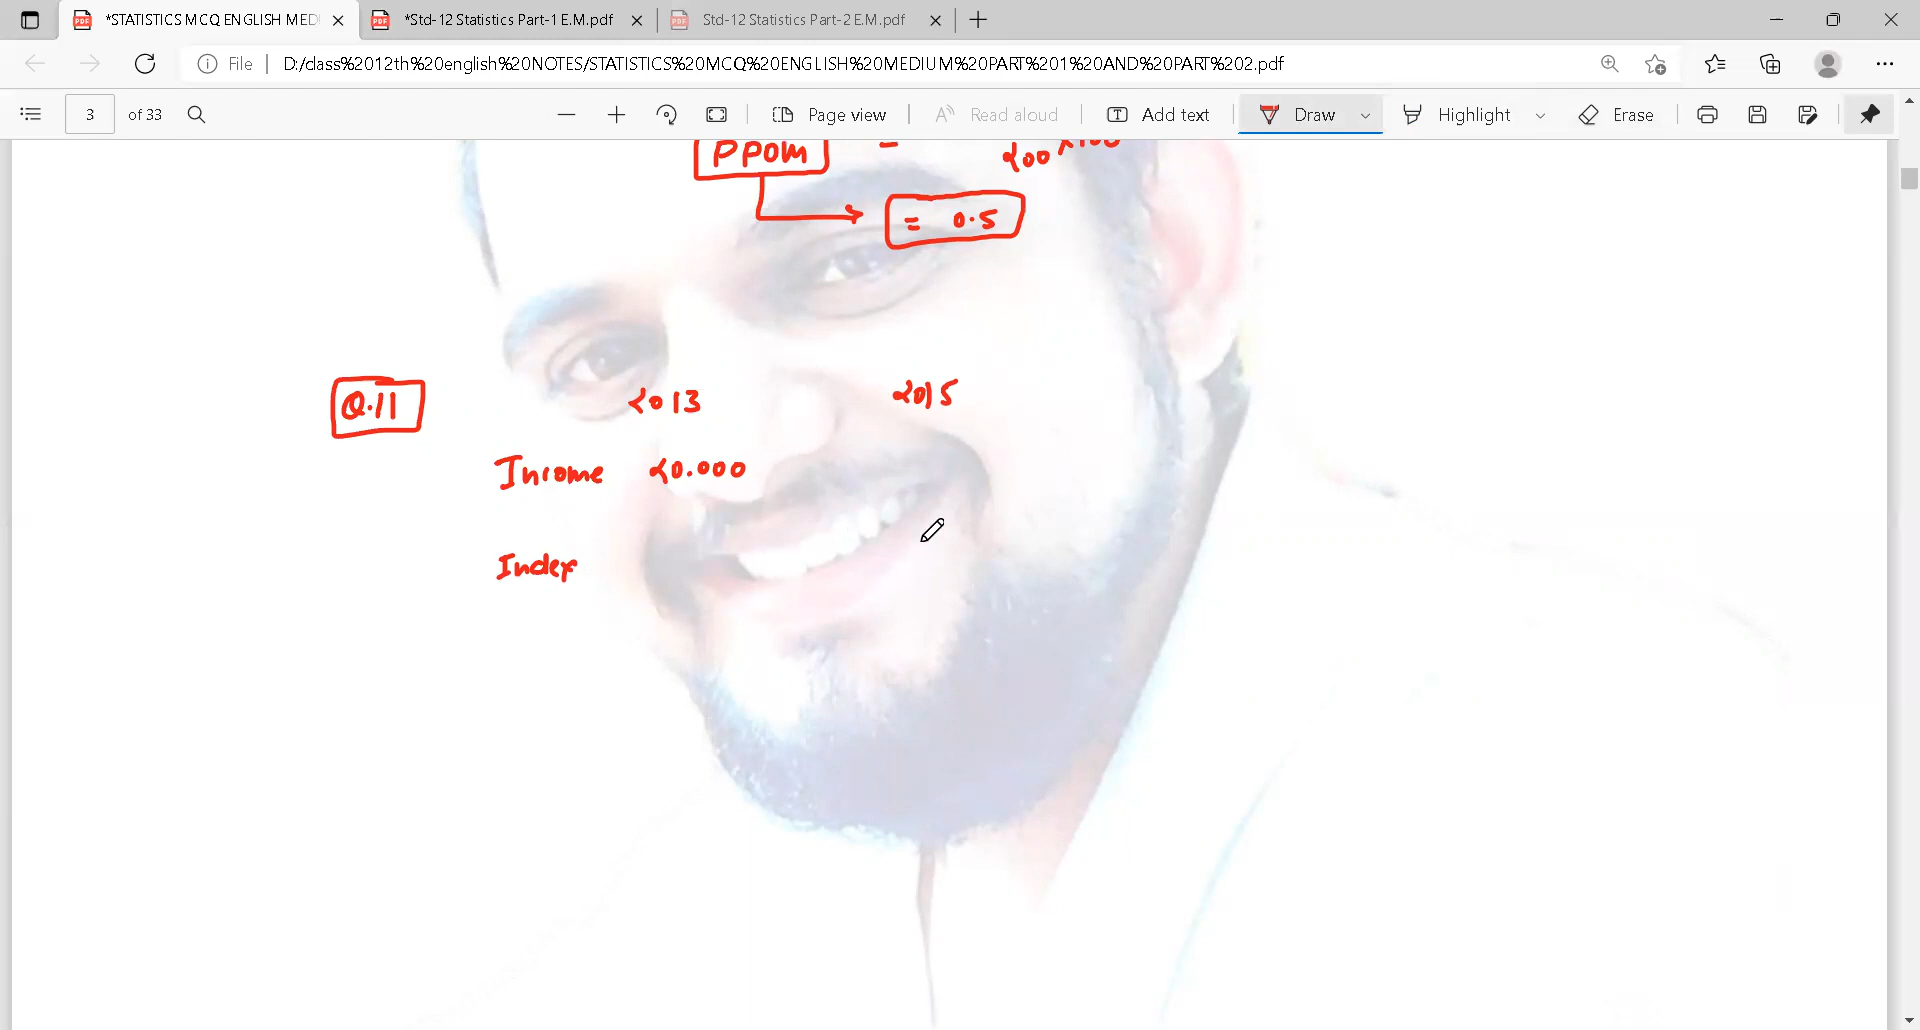 *STATISTICS MCQ ENGLISH MED
*Std-12 Statistics Part-1 E.M.pdf
Std-12 Statistics Part-2 E.M.pdf
File
D:/class%2012th%20english%20NOTES/STATISTICS%20MCQ%20ENGLISH%20MEDIUM%20PART%201%20AND%20PART%202.pdf
3 of 33
Page view
Read aloud
Add text
Draw
Highlight
Erase
PPOM = 200 × 100
= 0.5
Q.11 2013 2015
Income 20.000
Index